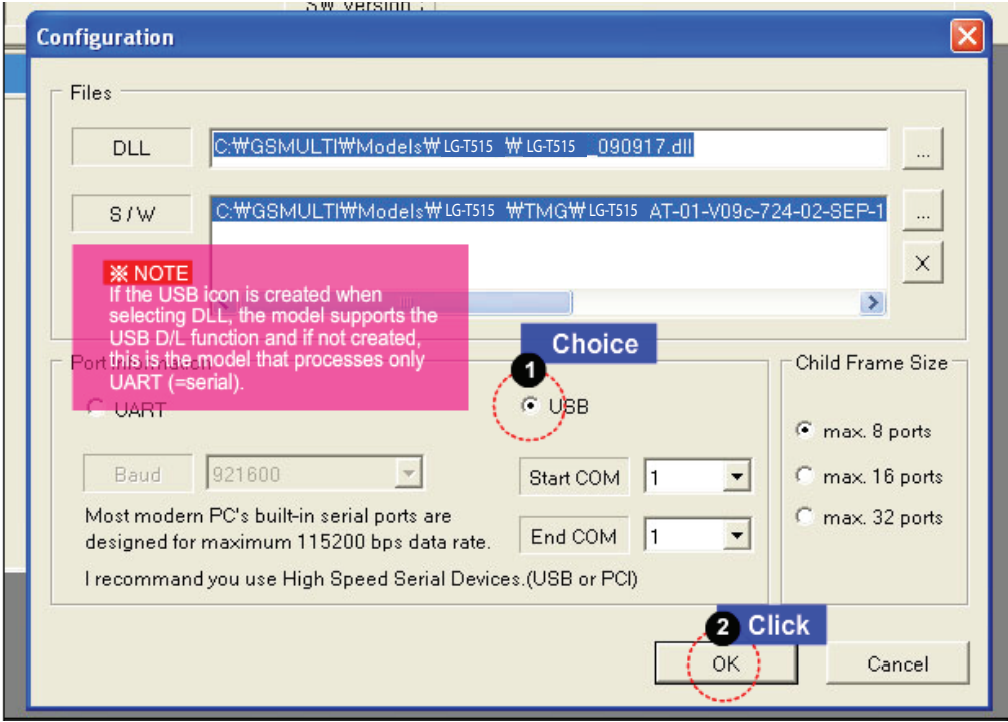 SW Version :
Configuration
Files
DLL
C:₩GSMULTI₩Models₩ LG-T515 ₩ LG-T515 _090917.dll
...
S / W
C:₩GSMULTI₩Models₩ LG-T515 ₩TMG₩ LG-T515 AT-01-V09c-724-02-SEP-1
...
X
※ NOTE
If the USB icon is created when
selecting DLL, the model supports the
USB D/L function and if not created,
this is the model that processes only
UART (=serial).
Port Information
UART
1 Choice
USB
Child Frame Size
max. 8 ports
max. 16 ports
max. 32 ports
Baud 921600
Start COM 1
End COM 1
Most modern PC's built-in serial ports are
designed for maximum 115200 bps data rate.
I recommand you use High Speed Serial Devices.(USB or PCI)
2 Click
OK
Cancel